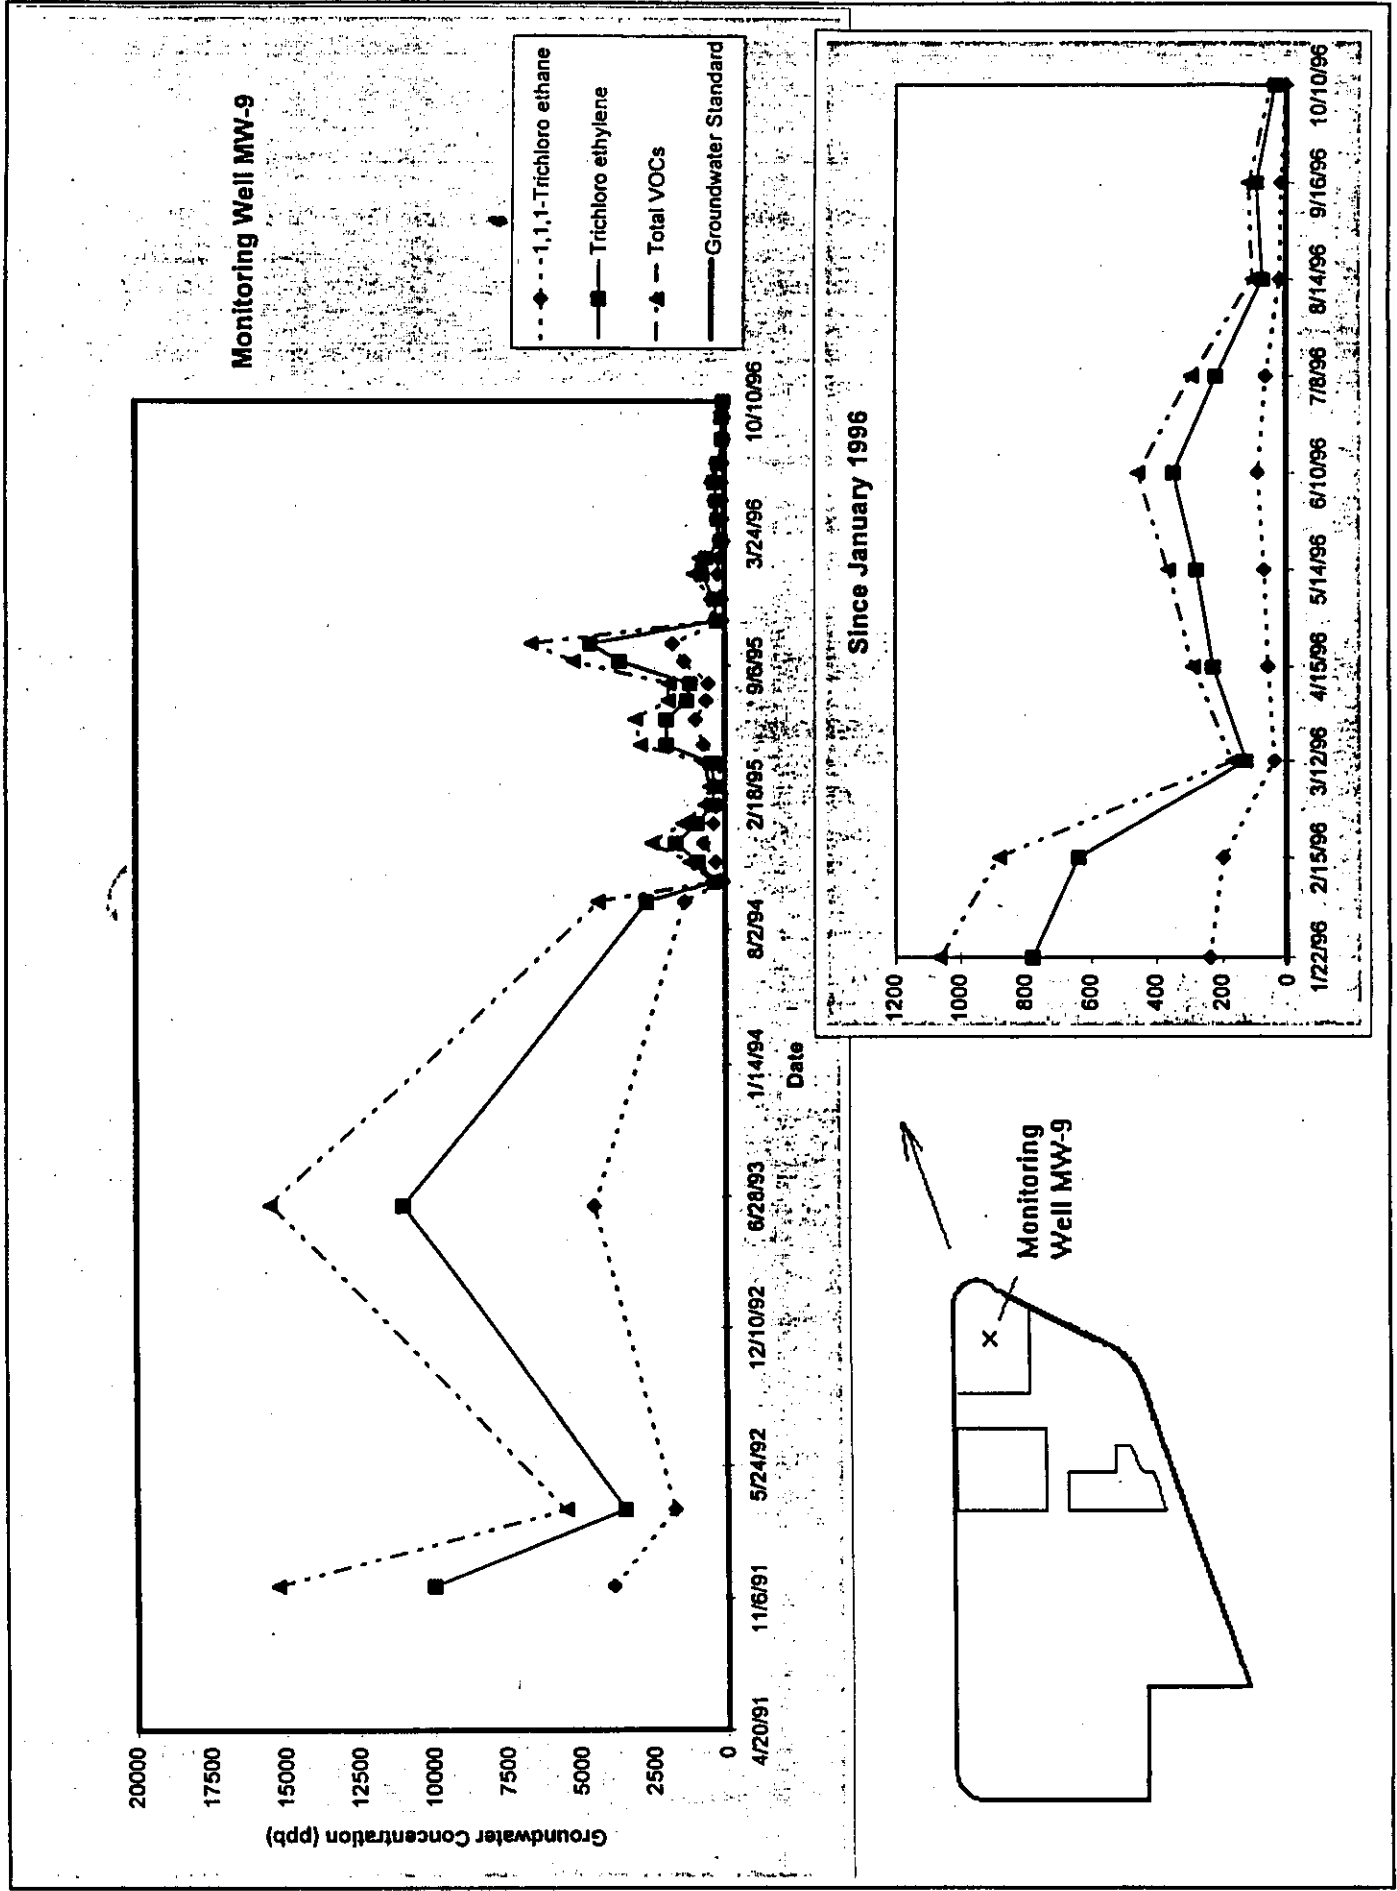 Monitoring Well MW-9
1,1,1-Trichloro ethane
Trichloro ethylene
Total VOCs
Groundwater Standard
Groundwater Concentration (ppb)
20000
17500
15000
12500
10000
7500
5000
2500
0
4/20/91 11/6/91 5/24/92 12/10/92 6/28/93 1/14/94 8/2/94 2/18/95 9/6/95 3/24/96 10/10/96
Date
Since January 1996
1200
1000
800
600
400
200
0
1/22/96 2/15/96 3/12/96 4/15/96 5/14/96 6/10/96 7/8/96 8/14/96 9/16/96 10/10/96
Monitoring
Well MW-9